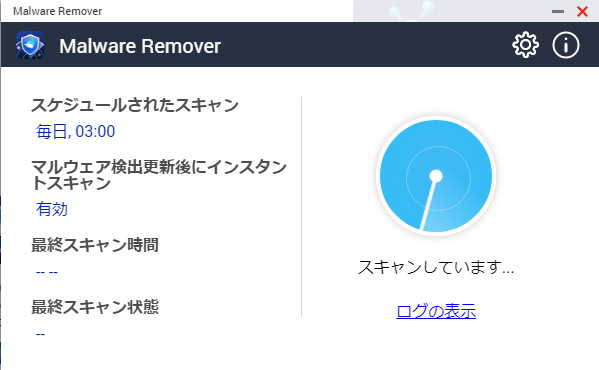 Malware Remover
Malware Remover
スケジュールされたスキャン
毎日, 03:00
マルウェア検出更新後にインスタン
トスキャン
有効
最終スキャン時間
-- --
最終スキャン状態
--
スキャンしています...
ログの表示